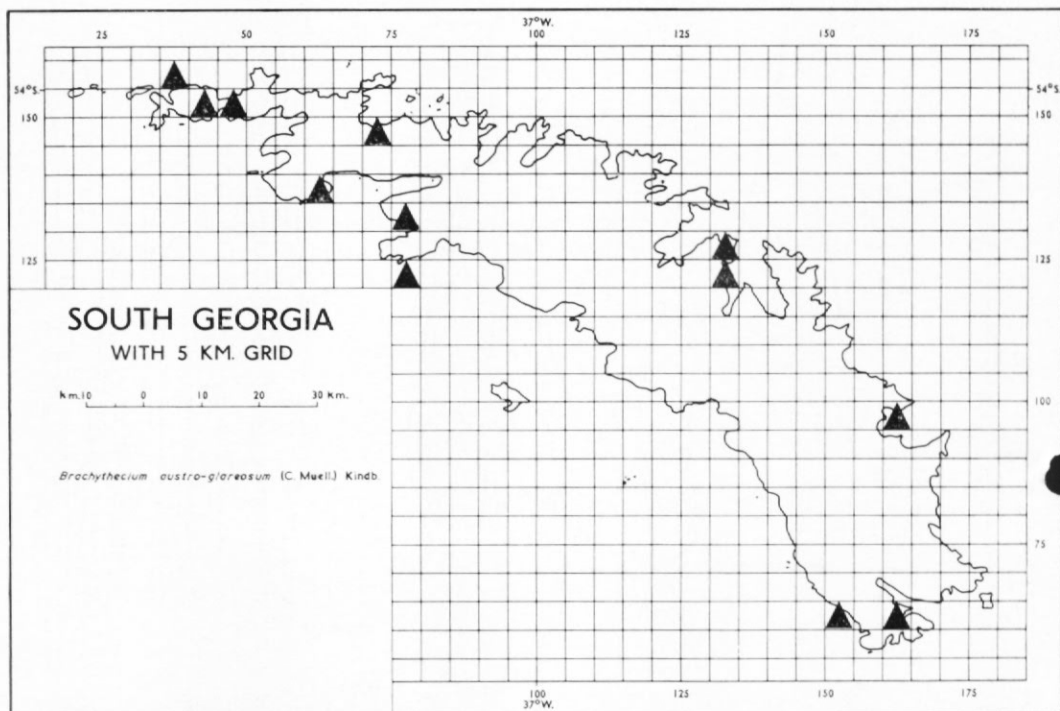 37°W.
25 50 75 100 125 150 175
54°S. 54°S.
150 150
125 125
SOUTH GEORGIA
WITH 5 KM. GRID
km.10 0 10 20 30 km.
100
Brachythecium austro-glareosum (C. Muell.) Kindb.
75
100 125 150 175
37°W.